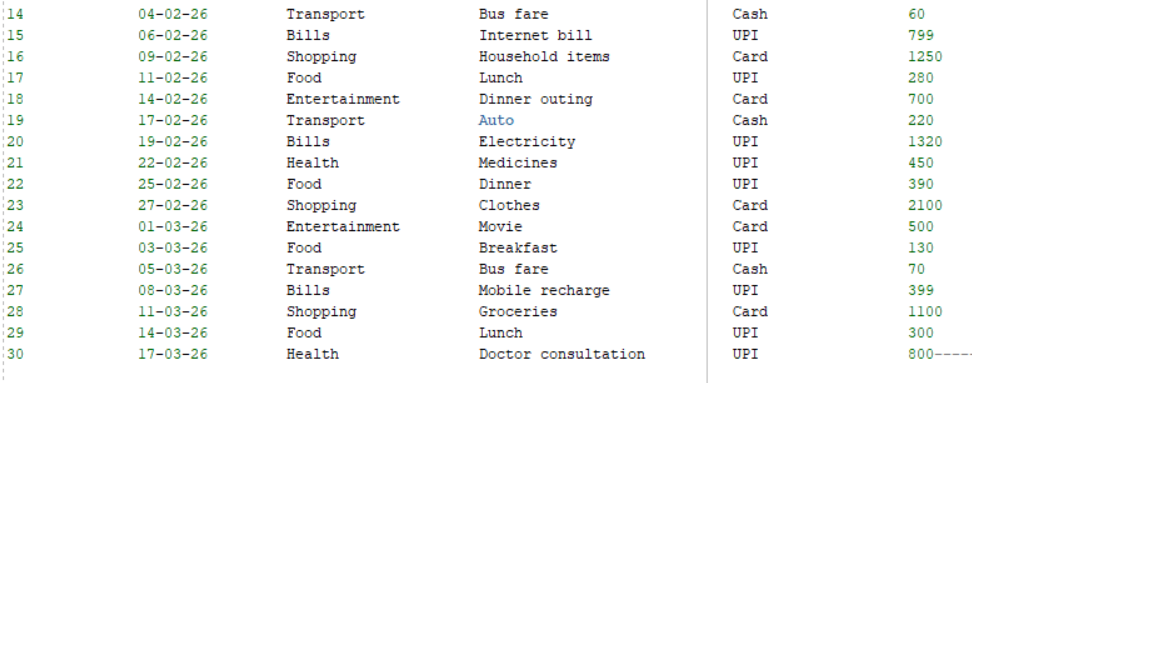 14 04-02-26 Transport Bus fare Cash 60
15 06-02-26 Bills Internet bill UPI 799
16 09-02-26 Shopping Household items Card 1250
17 11-02-26 Food Lunch UPI 280
18 14-02-26 Entertainment Dinner outing Card 700
19 17-02-26 Transport Auto Cash 220
20 19-02-26 Bills Electricity UPI 1320
21 22-02-26 Health Medicines UPI 450
22 25-02-26 Food Dinner UPI 390
23 27-02-26 Shopping Clothes Card 2100
24 01-03-26 Entertainment Movie Card 500
25 03-03-26 Food Breakfast UPI 130
26 05-03-26 Transport Bus fare Cash 70
27 08-03-26 Bills Mobile recharge UPI 399
28 11-03-26 Shopping Groceries Card 1100
29 14-03-26 Food Lunch UPI 300
30 17-03-26 Health Doctor consultation UPI 800----